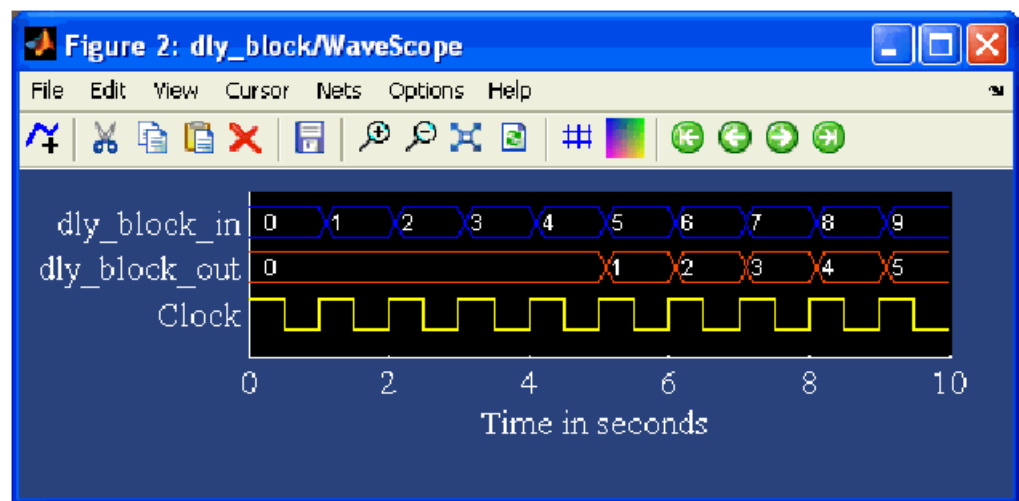 Figure 2: dly_block/WaveScope
File Edit View Cursor Nets Options Help
dly_block_in 0 1 2 3 4 5 6 7 8 9
dly_block_out 0 1 2 3 4 5
Clock
0 2 4 6 8 10
Time in seconds